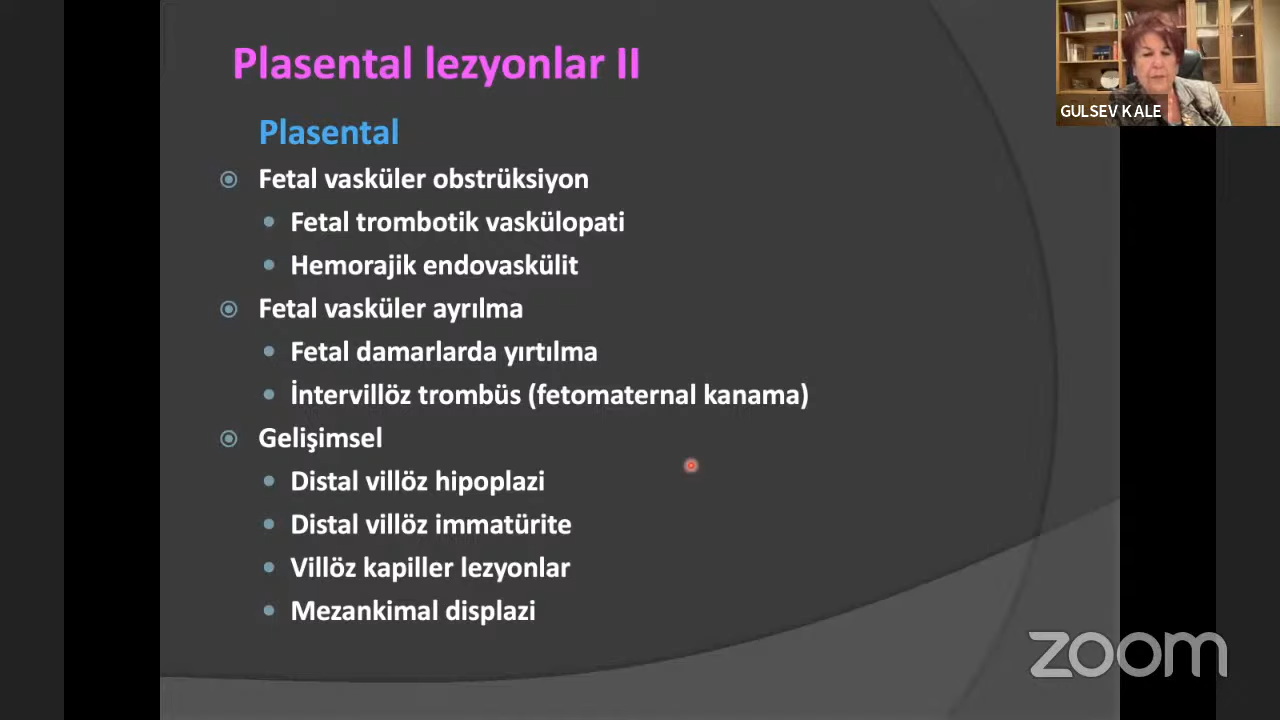 Plasental lezyonlar II
GULSEV KALE
Plasental
Fetal vasküler obstrüksiyon
Fetal trombotik vaskülopati
Hemorajik endovaskülit
Fetal vasküler ayrılma
Fetal damarlarda yırtılma
İntervillöz trombüs (fetomaternal kanama)
Gelişimsel
Distal villöz hipoplazi
Distal villöz immatürite
Villöz kapiller lezyonlar
Mezankimal displazi
zoom